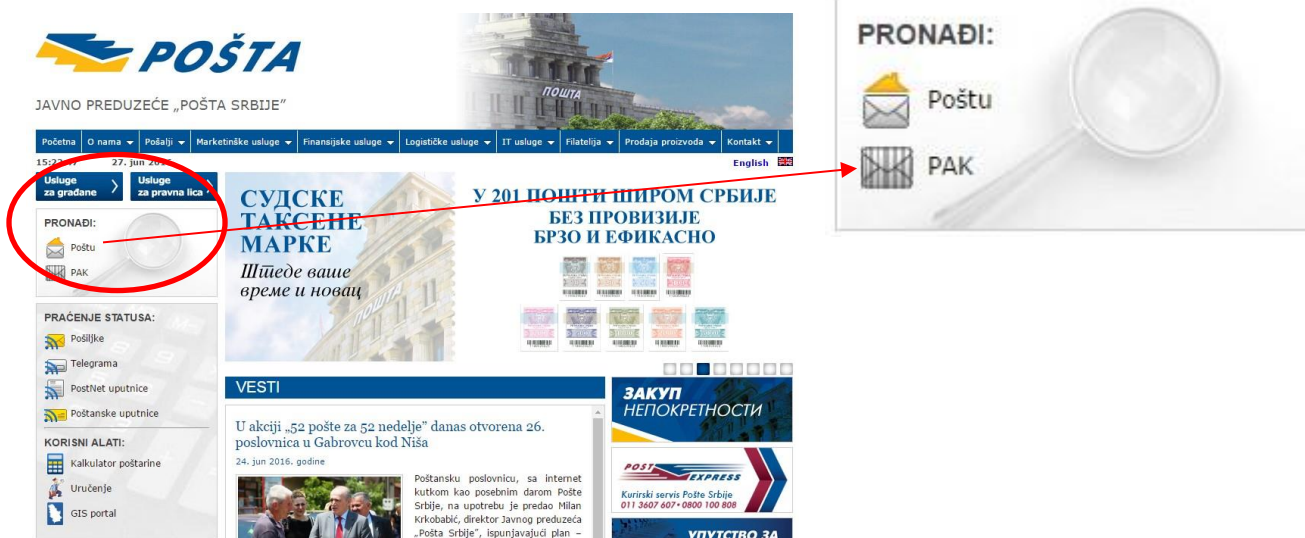 POŠTA
ПОШТА
JAVNO PREDUZEĆE „POŠTA SRBIJE”
Početna O nama Pošalji Marketinške usluge Finansijske usluge Logističke usluge IT usluge Filatelija Prodaja proizvoda Kontakt
27. jun
English
Usluge
za građane
Usluge
za pravna lica
PRONAĐI:
Poštu
PAK
PRAĆENJE STATUSA:
Pošiljke
Telegrama
PostNet uputnice
Poštanske uputnice
KORISNI ALATI:
Kalkulator poštarine
Uručenje
GIS portal
СУДСКЕ
ТАКСЕНЕ
МАРКЕ
Штеде ваше
време и новац
ПОШТА
У 201 ПОШТИ ШИРОМ СРБИЈЕ
БЕЗ ПРОВИЗИЈЕ
БРЗО И ЕФИКАСНО
VESTI
U akciji „52 pošte za 52 nedelje” danas otvorena 26.
poslovnica u Gabrovcu kod Niša
24. jun 2016. godine
Poštansku poslovnicu, sa internet
kutkom kao posebnim darom Pošte
Srbije, na upotrebu je predao Milan
Krkobabić, direktor Javnog preduzeća
„Pošta Srbije”, ispunjavajući plan –
ЗАКУП
НЕПОКРЕТНОСТИ
POST EXPRESS
Kurirski servis Pošte Srbije
011 3607 607 • 0800 100 808
УПУТСТВО ЗА
PRONAĐI:
Poštu
PAK